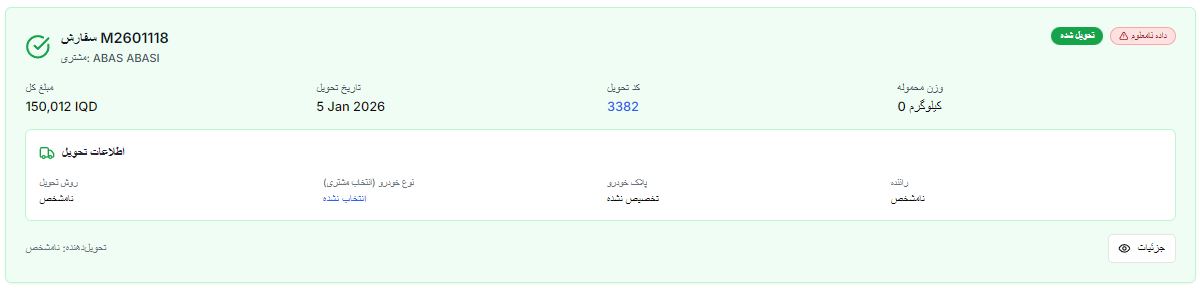 سفارش M2601118
مشتری: ABAS ABASI
تحویل شده
داده نامعلوم
مبلغ کل
150,012 IQD
تاریخ تحویل
5 Jan 2026
کد تحویل
3382
وزن محموله
0 کیلوگرم
اطلاعات تحویل
روش تحویل
نامشخص
نوع خودرو (انتخاب مشتری)
انتخاب نشده
پلاک خودرو
تخصیص نشده
راننده
نامشخص
تحویل‌دهنده: نامشخص
جزئیات